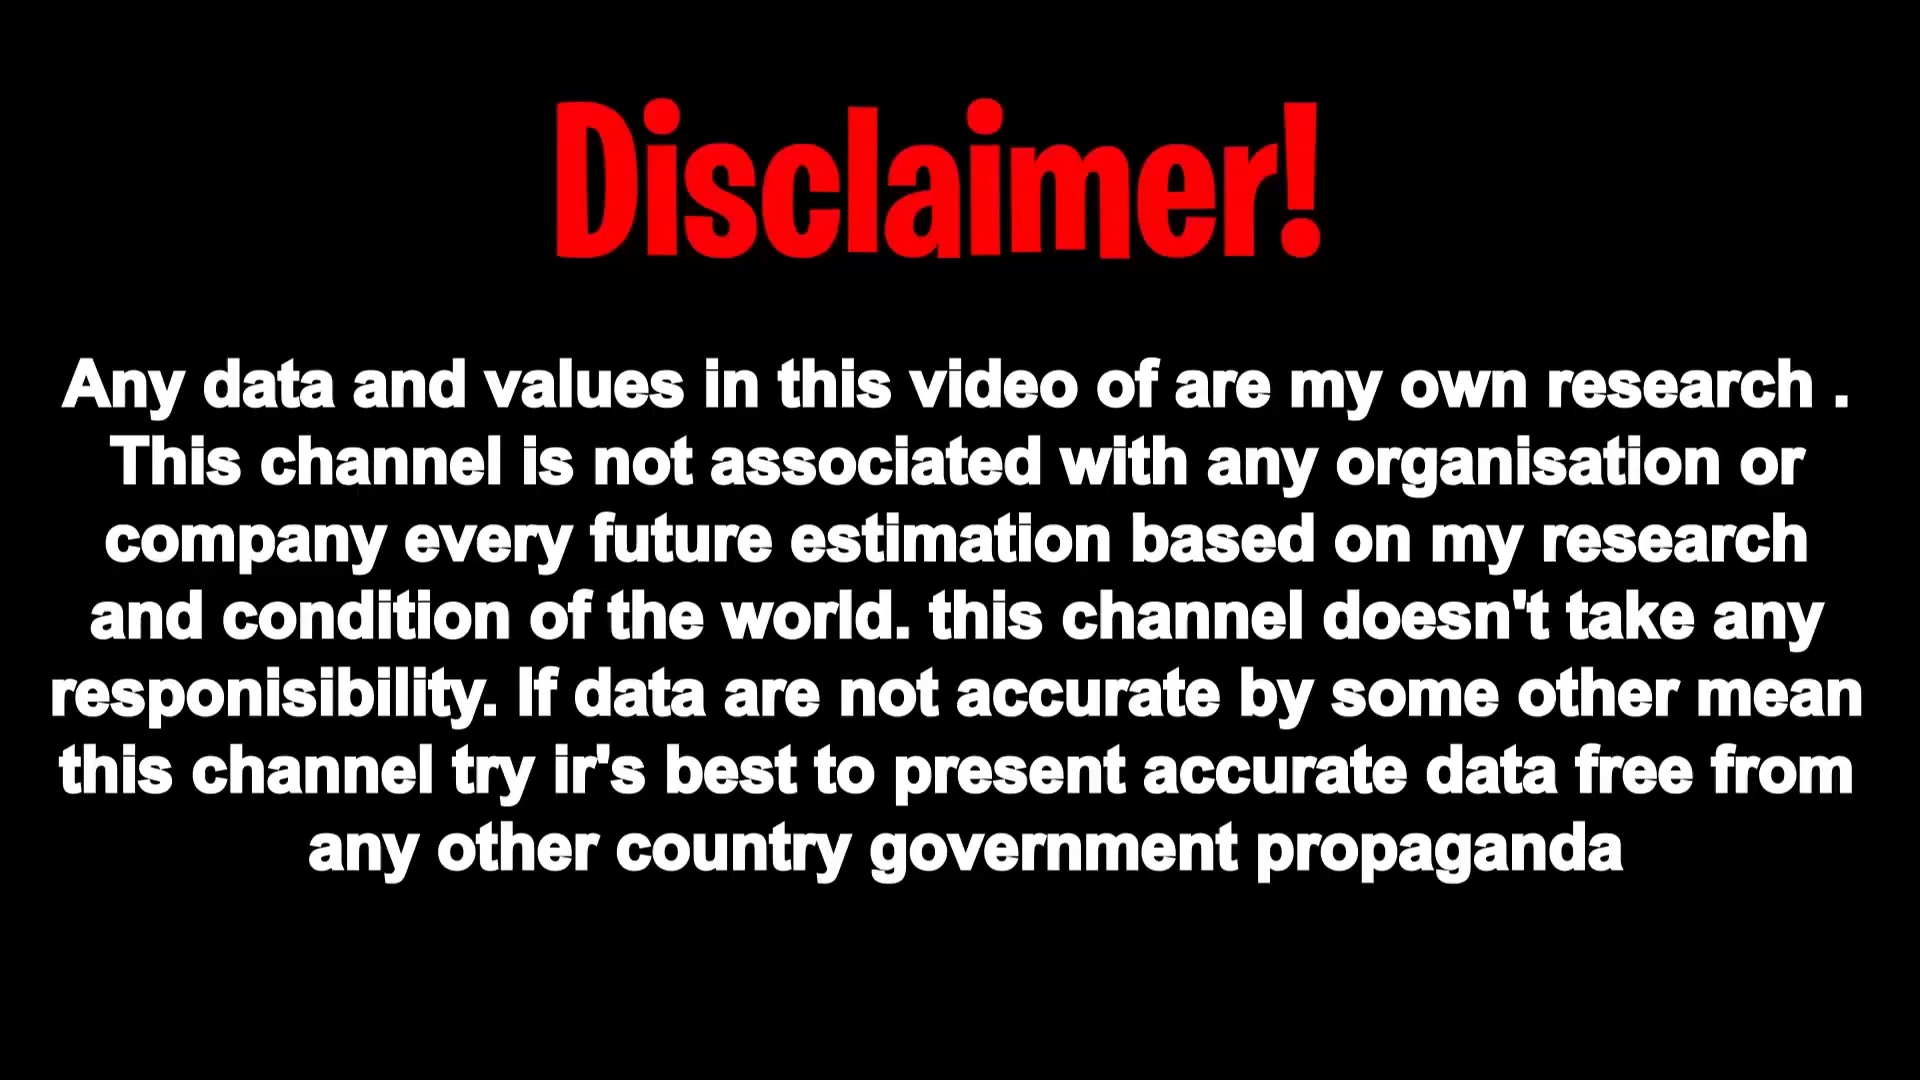 Disclaimer!
Any data and values in this video of are my own research .
This channel is not associated with any organisation or
company every future estimation based on my research
and condition of the world. this channel doesn't take any
responisibility. If data are not accurate by some other mean
this channel try ir's best to present accurate data free from
any other country government propaganda